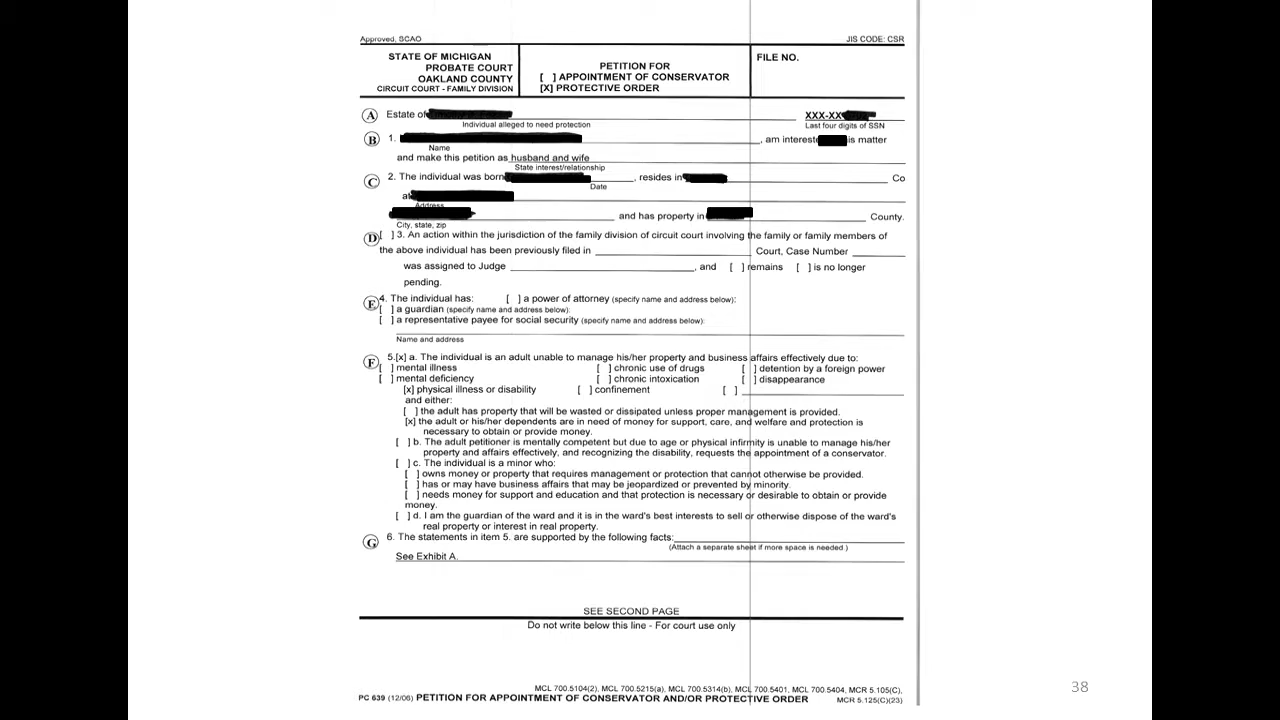 Approved, SCAO JIS CODE: CSR
STATE OF MICHIGAN
PROBATE COURT
OAKLAND COUNTY
CIRCUIT COURT - FAMILY DIVISION
PETITION FOR
[ ] APPOINTMENT OF CONSERVATOR
[X] PROTECTIVE ORDER
FILE NO.
A Estate of XXX-XX
Individual alleged to need protection Last four digits of SSN
B 1. , am intereste is matter
Name
and make this petition as husband and wife
State interest/relationship
C 2. The individual was born , resides in Co
Date
at
Address
and has property in County.
City, state, zip
D [ ] 3. An action within the jurisdiction of the family division of circuit court involving the family or family members of
the above individual has been previously filed in Court, Case Number
was assigned to Judge , and [ ] remains [ ] is no longer
pending.
E 4. The individual has: [ ] a power of attorney (specify name and address below):
[ ] a guardian (specify name and address below):
[ ] a representative payee for social security (specify name and address below):
Name and address
F 5.[x] a. The individual is an adult unable to manage his/her property and business affairs effectively due to:
[ ] mental illness [ ] chronic use of drugs [ ] detention by a foreign power
[ ] mental deficiency [ ] chronic intoxication [ ] disappearance
[x] physical illness or disability [ ] confinement [ ]
and either:
[ ] the adult has property that will be wasted or dissipated unless proper management is provided.
[x] the adult or his/her dependents are in need of money for support, care, and welfare and protection is
necessary to obtain or provide money.
[ ] b. The adult petitioner is mentally competent but due to age or physical infirmity is unable to manage his/her
property and affairs effectively, and recognizing the disability, requests the appointment of a conservator.
[ ] c. The individual is a minor who:
[ ] owns money or property that requires management or protection that cannot otherwise be provided.
[ ] has or may have business affairs that may be jeopardized or prevented by minority.
[ ] needs money for support and education and that protection is necessary or desirable to obtain or provide
money.
[ ] d. I am the guardian of the ward and it is in the ward's best interests to sell or otherwise dispose of the ward's
real property or interest in real property.
G 6. The statements in item 5. are supported by the following facts:
(Attach a separate sheet if more space is needed.)
See Exhibit A.
SEE SECOND PAGE
Do not write below this line - For court use only
MCL 700.5104(2), MCL 700.5215(a), MCL 700.5314(b), MCL 700.5401, MCL 700.5404, MCR 5.105(C),
PC 639 (12/06) PETITION FOR APPOINTMENT OF CONSERVATOR AND/OR PROTECTIVE ORDER MCR 5.125(C)(23)
38